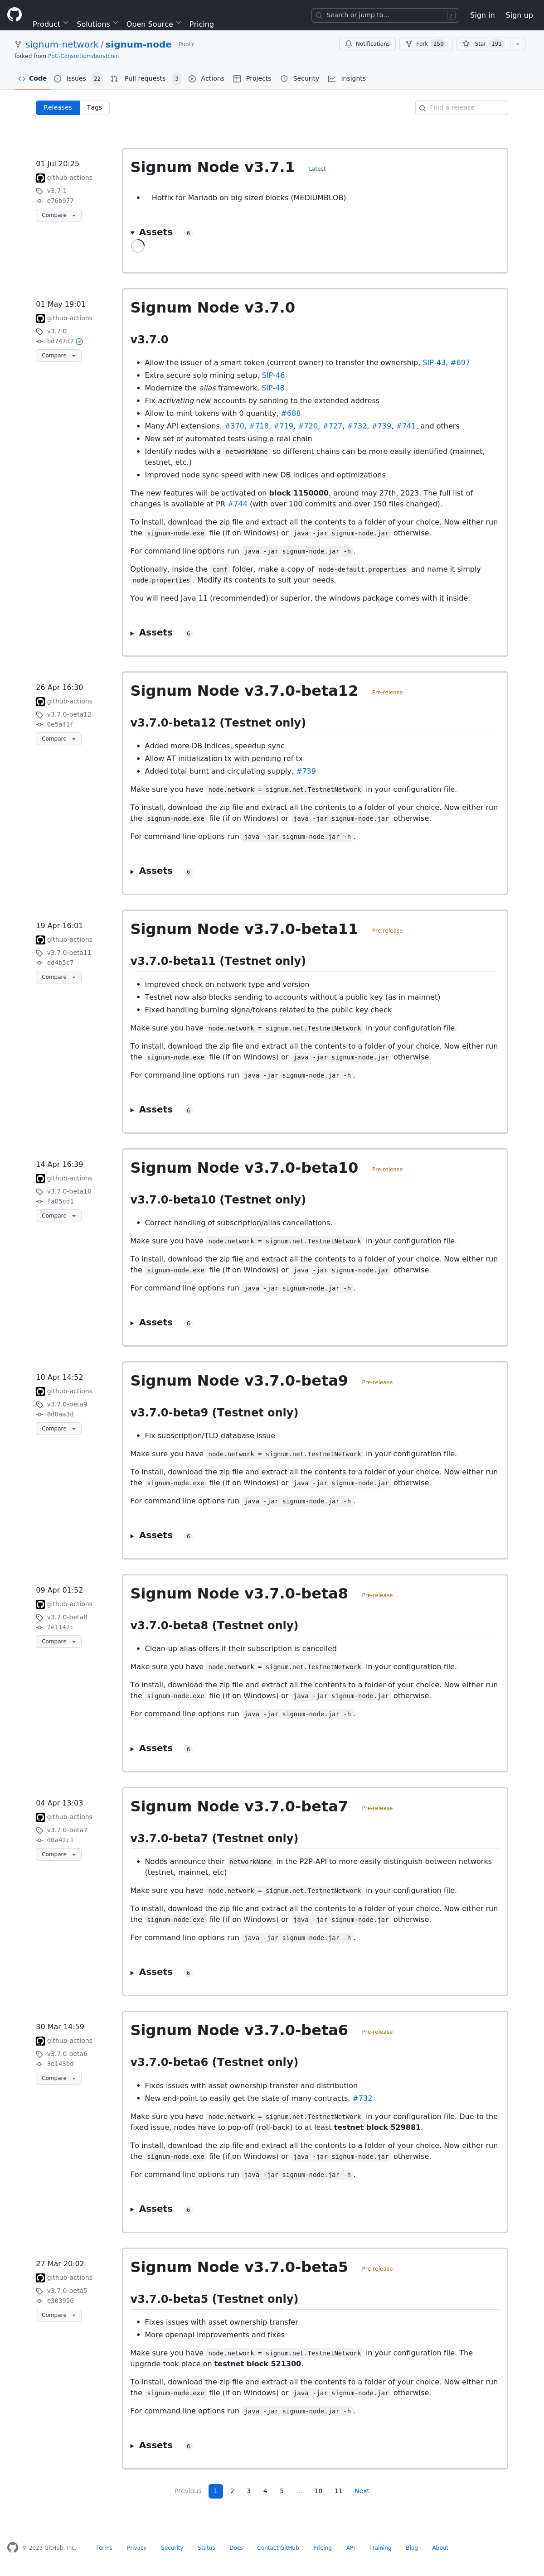 Product Solutions Open Source Pricing
Search or jump to... /
Sign in Sign up
signum-network / signum-node Public
forked from PoC-Consortium/burstcoin
Notifications Fork 259 Star 191
Code Issues 22 Pull requests 3 Actions Projects Security Insights
Releases Tags
Find a release
01 Jul 20:25
github-actions
v3.7.1
e76b977
Compare
Signum Node v3.7.1 Latest
Hotfix for Mariadb on big sized blocks (MEDIUMBLOB)
Assets 6
01 May 19:01
github-actions
v3.7.0
bd747d7
Compare
Signum Node v3.7.0
v3.7.0
Allow the issuer of a smart token (current owner) to transfer the ownership, SIP-43, #697
Extra secure solo mining setup, SIP-46
Modernize the alias framework, SIP-48
Fix activating new accounts by sending to the extended address
Allow to mint tokens with 0 quantity, #688
Many API extensions, #370, #718, #719, #720, #727, #732, #739, #741, and others
New set of automated tests using a real chain
Identify nodes with a networkName so different chains can be more easily identified (mainnet,
testnet, etc.)
Improved node sync speed with new DB indices and optimizations
The new features will be activated on block 1150000, around may 27th, 2023. The full list of
changes is available at PR #744 (with over 100 commits and over 150 files changed).
To install, download the zip file and extract all the contents to a folder of your choice. Now either run
the signum-node.exe file (if on Windows) or java -jar signum-node.jar otherwise.
For command line options run java -jar signum-node.jar -h.
Optionally, inside the conf folder, make a copy of node-default.properties and name it simply
node.properties. Modify its contents to suit your needs.
You will need Java 11 (recommended) or superior, the windows package comes with it inside.
Assets 6
26 Apr 16:30
github-actions
v3.7.0-beta12
0e5a41f
Compare
Signum Node v3.7.0-beta12 Pre-release
v3.7.0-beta12 (Testnet only)
Added more DB indices, speedup sync
Allow AT initialization tx with pending ref tx
Added total burnt and circulating supply, #739
Make sure you have node.network = signum.net.TestnetNetwork in your configuration file.
To install, download the zip file and extract all the contents to a folder of your choice. Now either run
the signum-node.exe file (if on Windows) or java -jar signum-node.jar otherwise.
For command line options run java -jar signum-node.jar -h.
Assets 6
19 Apr 16:01
github-actions
v3.7.0-beta11
ed4b5c7
Compare
Signum Node v3.7.0-beta11 Pre-release
v3.7.0-beta11 (Testnet only)
Improved check on network type and version
Testnet now also blocks sending to accounts without a public key (as in mainnet)
Fixed handling burning signa/tokens related to the public key check
Make sure you have node.network = signum.net.TestnetNetwork in your configuration file.
To install, download the zip file and extract all the contents to a folder of your choice. Now either run
the signum-node.exe file (if on Windows) or java -jar signum-node.jar otherwise.
For command line options run java -jar signum-node.jar -h.
Assets 6
14 Apr 16:39
github-actions
v3.7.0-beta10
fa85cd1
Compare
Signum Node v3.7.0-beta10 Pre-release
v3.7.0-beta10 (Testnet only)
Correct handling of subscription/alias cancellations.
Make sure you have node.network = signum.net.TestnetNetwork in your configuration file.
To install, download the zip file and extract all the contents to a folder of your choice. Now either run
the signum-node.exe file (if on Windows) or java -jar signum-node.jar otherwise.
For command line options run java -jar signum-node.jar -h.
Assets 6
10 Apr 14:52
github-actions
v3.7.0-beta9
8d8aa3d
Compare
Signum Node v3.7.0-beta9 Pre-release
v3.7.0-beta9 (Testnet only)
Fix subscription/TLD database issue
Make sure you have node.network = signum.net.TestnetNetwork in your configuration file.
To install, download the zip file and extract all the contents to a folder of your choice. Now either run
the signum-node.exe file (if on Windows) or java -jar signum-node.jar otherwise.
For command line options run java -jar signum-node.jar -h.
Assets 6
09 Apr 01:52
github-actions
v3.7.0-beta8
2e1142c
Compare
Signum Node v3.7.0-beta8 Pre-release
v3.7.0-beta8 (Testnet only)
Clean-up alias offers if their subscription is cancelled
Make sure you have node.network = signum.net.TestnetNetwork in your configuration file.
To install, download the zip file and extract all the contents to a folder of your choice. Now either run
the signum-node.exe file (if on Windows) or java -jar signum-node.jar otherwise.
For command line options run java -jar signum-node.jar -h.
Assets 6
04 Apr 13:03
github-actions
v3.7.0-beta7
d0a42c1
Compare
Signum Node v3.7.0-beta7 Pre-release
v3.7.0-beta7 (Testnet only)
Nodes announce their networkName in the P2P-API to more easily distinguish between networks
(testnet, mainnet, etc)
Make sure you have node.network = signum.net.TestnetNetwork in your configuration file.
To install, download the zip file and extract all the contents to a folder of your choice. Now either run
the signum-node.exe file (if on Windows) or java -jar signum-node.jar otherwise.
For command line options run java -jar signum-node.jar -h.
Assets 6
30 Mar 14:59
github-actions
v3.7.0-beta6
3e143bd
Compare
Signum Node v3.7.0-beta6 Pre-release
v3.7.0-beta6 (Testnet only)
Fixes issues with asset ownership transfer and distribution
New end-point to easily get the state of many contracts, #732
Make sure you have node.network = signum.net.TestnetNetwork in your configuration file. Due to the
fixed issue, nodes have to pop-off (roll-back) to at least testnet block 529881.
To install, download the zip file and extract all the contents to a folder of your choice. Now either run
the signum-node.exe file (if on Windows) or java -jar signum-node.jar otherwise.
For command line options run java -jar signum-node.jar -h.
Assets 6
27 Mar 20:02
github-actions
v3.7.0-beta5
e303956
Compare
Signum Node v3.7.0-beta5 Pre-release
v3.7.0-beta5 (Testnet only)
Fixes issues with asset ownership transfer
More openapi improvements and fixes
Make sure you have node.network = signum.net.TestnetNetwork in your configuration file. The
upgrade took place on testnet block 521300.
To install, download the zip file and extract all the contents to a folder of your choice. Now either run
the signum-node.exe file (if on Windows) or java -jar signum-node.jar otherwise.
For command line options run java -jar signum-node.jar -h.
Assets 6
Previous 1 2 3 4 5 … 10 11 Next
© 2023 GitHub, Inc. Terms Privacy Security Status Docs Contact GitHub Pricing API Training Blog About